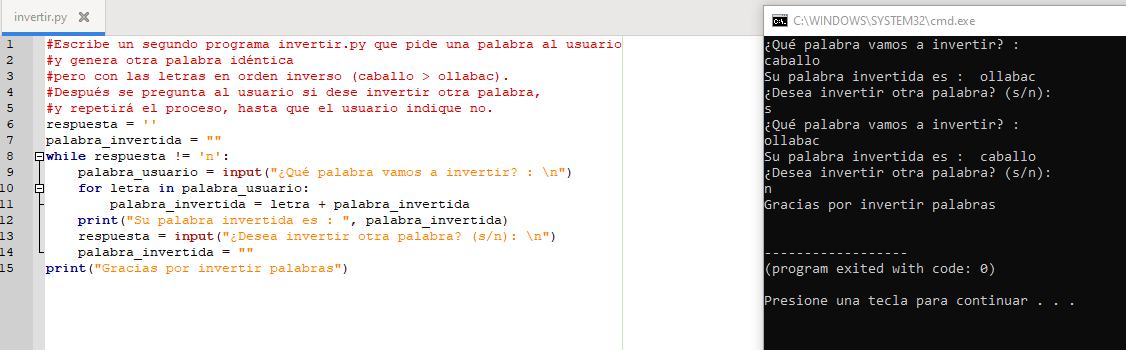 invertir.py
1 #Escribe un segundo programa invertir.py que pide una palabra al usuario
2 #y genera otra palabra idéntica
3 #pero con las letras en orden inverso (caballo > ollabac).
4 #Después se pregunta al usuario si dese invertir otra palabra,
5 #y repetirá el proceso, hasta que el usuario indique no.
6 respuesta = ''
7 palabra_invertida = ""
8 while respuesta != 'n':
9     palabra_usuario = input("¿Qué palabra vamos a invertir? : \n")
10     for letra in palabra_usuario:
11         palabra_invertida = letra + palabra_invertida
12     print("Su palabra invertida es : ", palabra_invertida)
13     respuesta = input("¿Desea invertir otra palabra? (s/n): \n")
14     palabra_invertida = ""
15 print("Gracias por invertir palabras")
C:\WINDOWS\SYSTEM32\cmd.exe
¿Qué palabra vamos a invertir? :
caballo
Su palabra invertida es :  ollabac
¿Desea invertir otra palabra? (s/n):
s
¿Qué palabra vamos a invertir? :
ollabac
Su palabra invertida es :  caballo
¿Desea invertir otra palabra? (s/n):
n
Gracias por invertir palabras
------------------
(program exited with code: 0)
Presione una tecla para continuar . . .